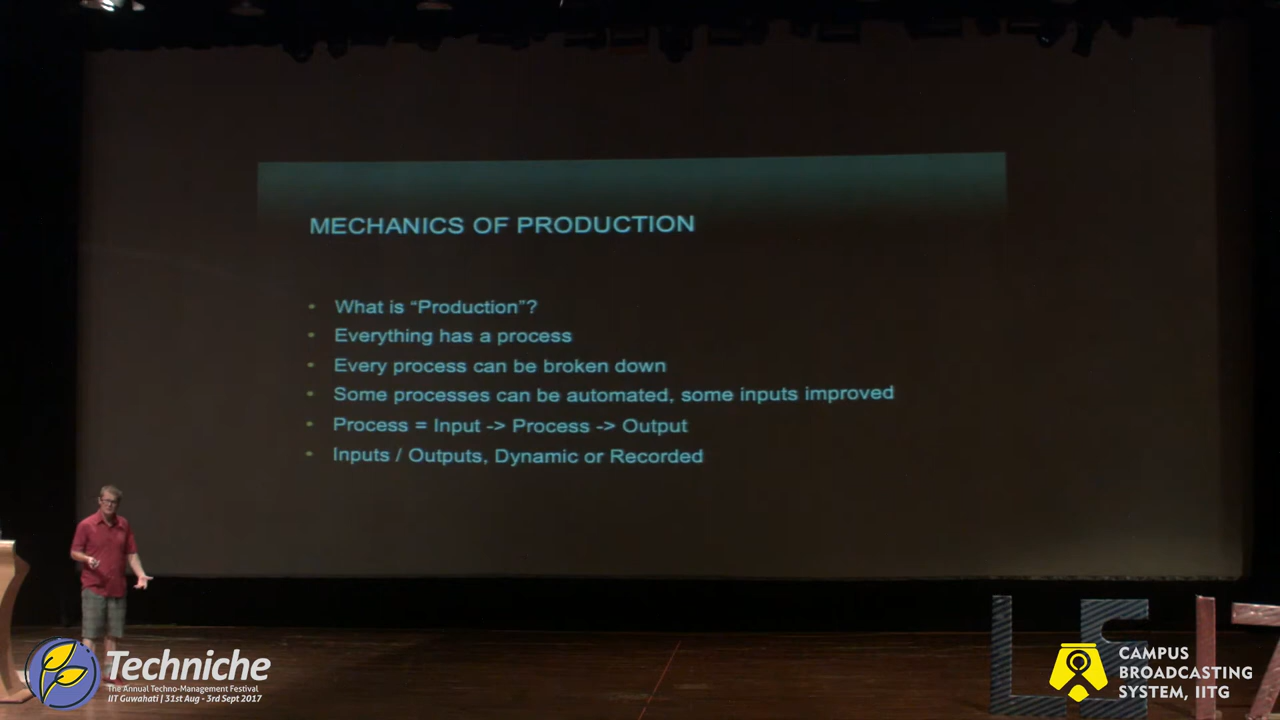 MECHANICS OF PRODUCTION
• What is “Production”?
• Everything has a process
• Every process can be broken down
• Some processes can be automated, some inputs improved
• Process = Input -> Process -> Output
• Inputs / Outputs, Dynamic or Recorded
LE 17
Techniche
The Annual Techno-Management Festival
IIT Guwahati | 31st Aug - 3rd Sept 2017
CAMPUS
BROADCASTING
SYSTEM, IITG